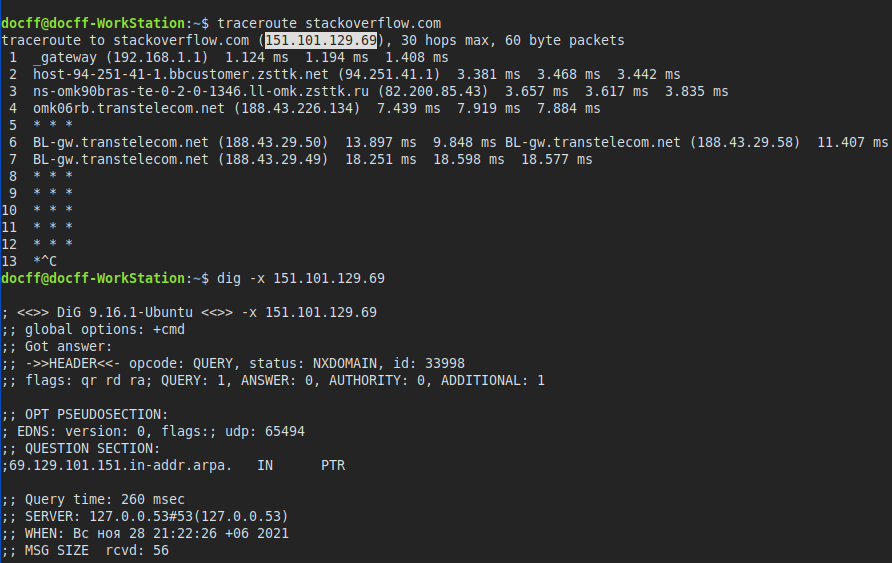 docff@docff-WorkStation:~$ traceroute stackoverflow.com
traceroute to stackoverflow.com (151.101.129.69), 30 hops max, 60 byte packets
 1  _gateway (192.168.1.1)  1.124 ms  1.194 ms  1.408 ms
 2  host-94-251-41-1.bbcustomer.zsttk.net (94.251.41.1)  3.381 ms  3.468 ms  3.442 ms
 3  ns-omk90bras-te-0-2-0-1346.ll-omk.zsttk.ru (82.200.85.43)  3.657 ms  3.617 ms  3.835 ms
 4  omk06rb.transtelecom.net (188.43.226.134)  7.439 ms  7.919 ms  7.884 ms
 5  * * *
 6  BL-gw.transtelecom.net (188.43.29.50)  13.897 ms  9.848 ms BL-gw.transtelecom.net (188.43.29.58)  11.407 ms
 7  BL-gw.transtelecom.net (188.43.29.49)  18.251 ms  18.598 ms  18.577 ms
 8  * * *
 9  * * *
10  * * *
11  * * *
12  * * *
13  *^C
docff@docff-WorkStation:~$ dig -x 151.101.129.69

; <<>> DiG 9.16.1-Ubuntu <<>> -x 151.101.129.69
;; global options: +cmd
;; Got answer:
;; ->>HEADER<<- opcode: QUERY, status: NXDOMAIN, id: 33998
;; flags: qr rd ra; QUERY: 1, ANSWER: 0, AUTHORITY: 0, ADDITIONAL: 1

;; OPT PSEUDOSECTION:
; EDNS: version: 0, flags:; udp: 65494
;; QUESTION SECTION:
;69.129.101.151.in-addr.arpa.   IN      PTR

;; Query time: 260 msec
;; SERVER: 127.0.0.53#53(127.0.0.53)
;; WHEN: Вс ноя 28 21:22:26 +06 2021
;; MSG SIZE  rcvd: 56